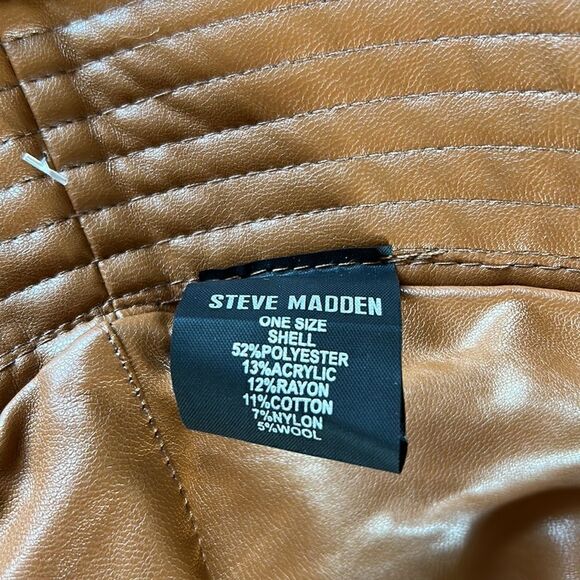 STEVE MADDEN
ONE SIZE
SHELL
52%POLYESTER
13%ACRYLIC
12%RAYON
11%COTTON
7%NYLON
5%WOOL